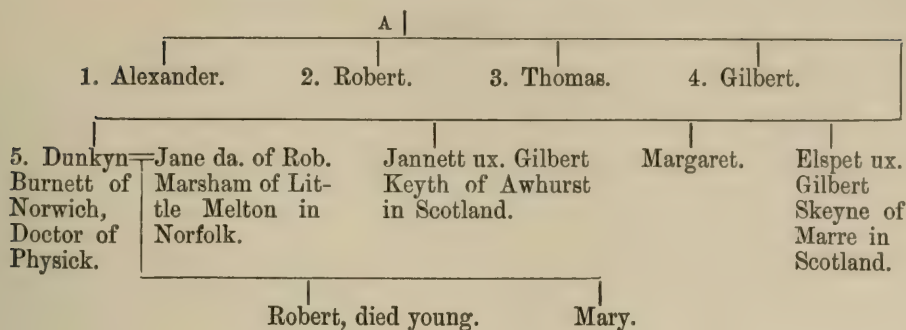 A
1. Alexander. 2. Robert. 3. Thomas. 4. Gilbert.
5. Dunkyn
Burnett of
Norwich,
Doctor of
Physick.
Jane da. of Rob.
Marsham of Lit-
tle Melton in
Norfolk.
Jannett ux. Gilbert
Keyth of Awhurst
in Scotland.
Margaret.
Elspet ux.
Gilbert
Skeyne of
Marre in
Scotland.
Robert, died young. Mary.